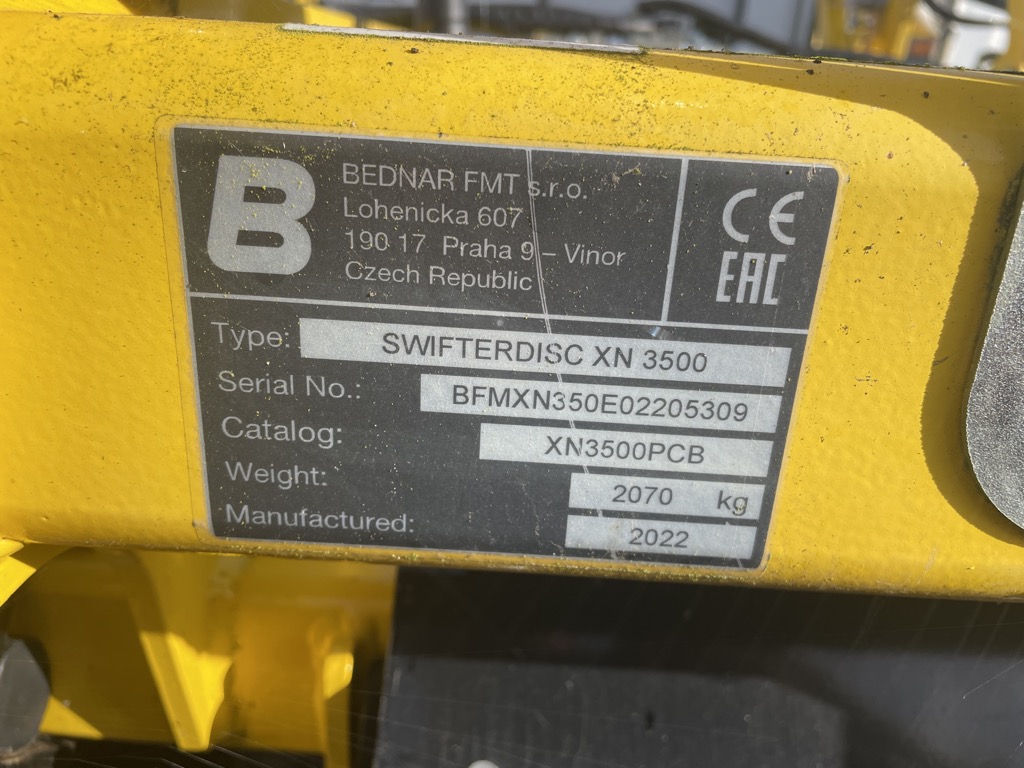 B
BEDNAR FMT s.r.o.
Lohenicka 607
190 17 Praha 9 – Vinor
Czech Republic
CE
EAC
Type: SWIFTERDISC XN 3500
Serial No.: BFMXN350E02205309
Catalog: XN3500PCB
Weight: 2070 kg
Manufactured: 2022